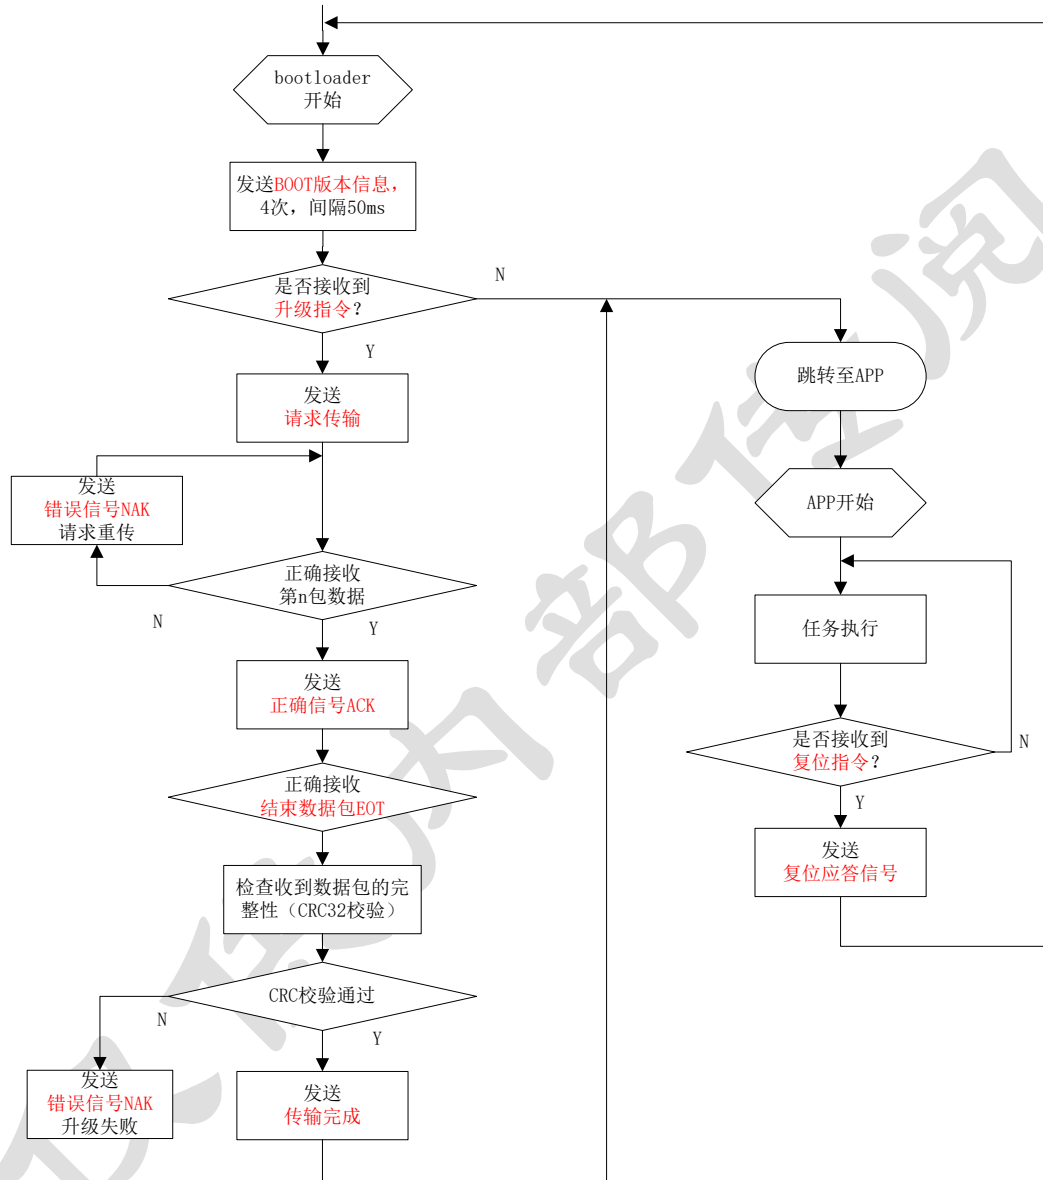 bootloader
开始
发送BOOT版本信息，
4次，间隔50ms
是否接收到
升级指令？
N
Y
发送
请求传输
发送
错误信号NAK
请求重传
正确接收
第n包数据
N
Y
发送
正确信号ACK
正确接收
结束数据包EOT
检查收到数据包的完
整性（CRC32校验）
CRC校验通过
N
Y
发送
错误信号NAK
升级失败
发送
传输完成
跳转至APP
APP开始
任务执行
是否接收到
复位指令？
N
Y
发送
复位应答信号
仅供内部传阅